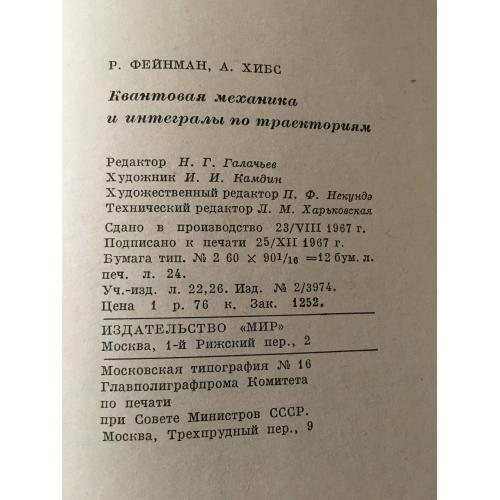 Р. ФЕЙНМАН, А. ХИБС
Квантовая механика
и интегралы по траекториям
Редактор Н. Г. Галачьев
Художник И. И. Камдин
Художественный редактор П. Ф. Некундэ
Технический редактор Л. М. Харьковская
Сдано в производство 23/VIII 1967 г.
Подписано к печати 25/XII 1967 г.
Бумага тип. № 2 60 × 901/16 =12 бум. л.
печ. л. 24.
Уч.-изд. л. 22,26. Изд. № 2/3974.
Цена 1 р. 76 к. Зак. 1252.
ИЗДАТЕЛЬСТВО «МИР»
Москва, 1-й Рижский пер., 2
Московская типография № 16
Главполиграфпрома Комитета
по печати
при Совете Министров СССР.
Москва, Трехпрудный пер., 9